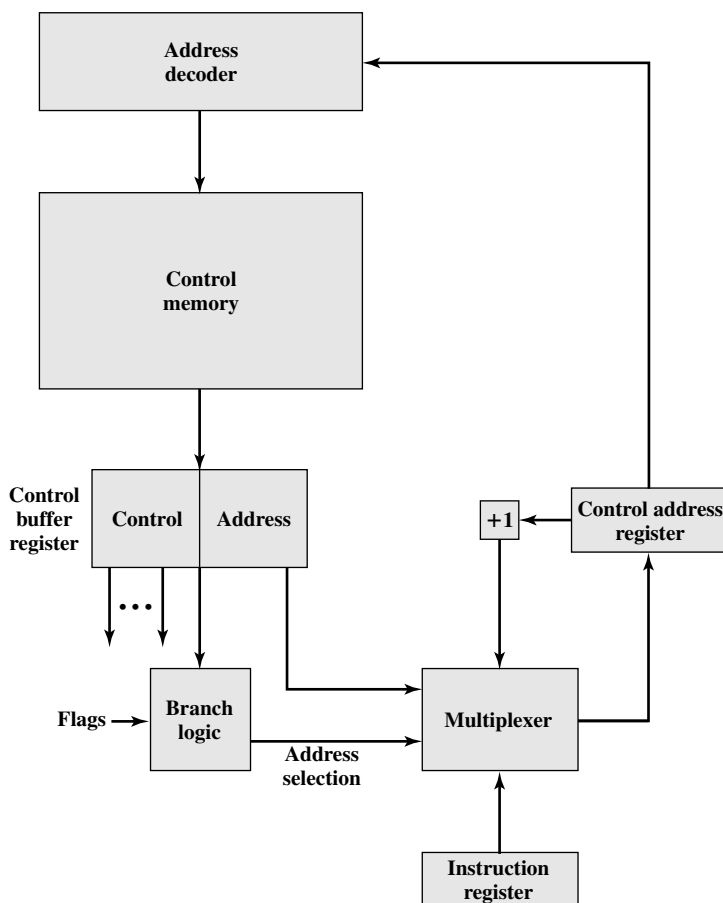 Address
decoder
Control
memory
Control
buffer
register
Control
Address
+1
Control address
register
Flags
Branch
logic
Address
selection
Multiplexer
Instruction
register